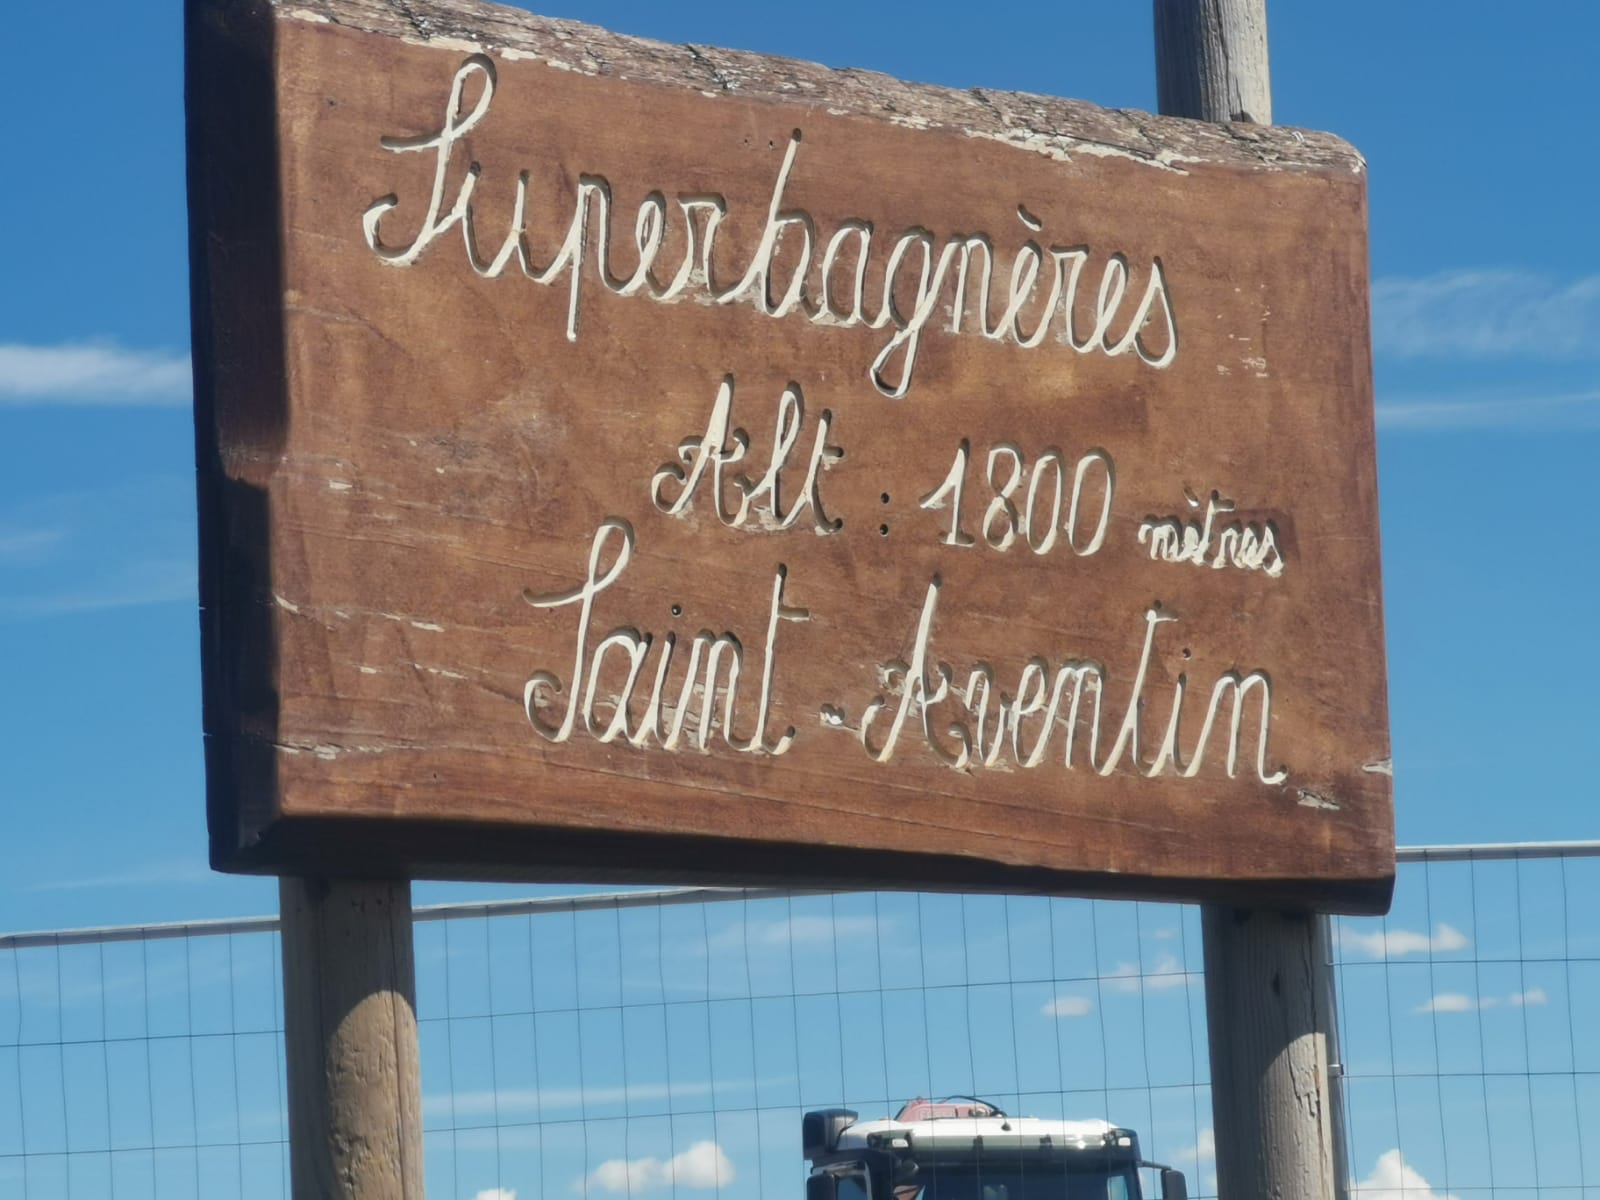 Superbagnères
Alt : 1800 mètres
Saint-Aventin